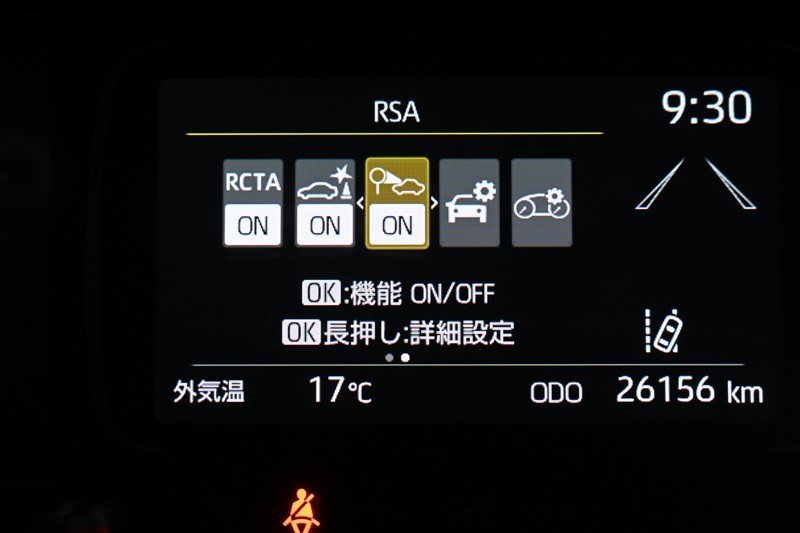 RSA
9:30
RCTA
ON ON ON
OK:機能 ON/OFF
OK長押し:詳細設定
外気温 17℃ ODO 26156 km